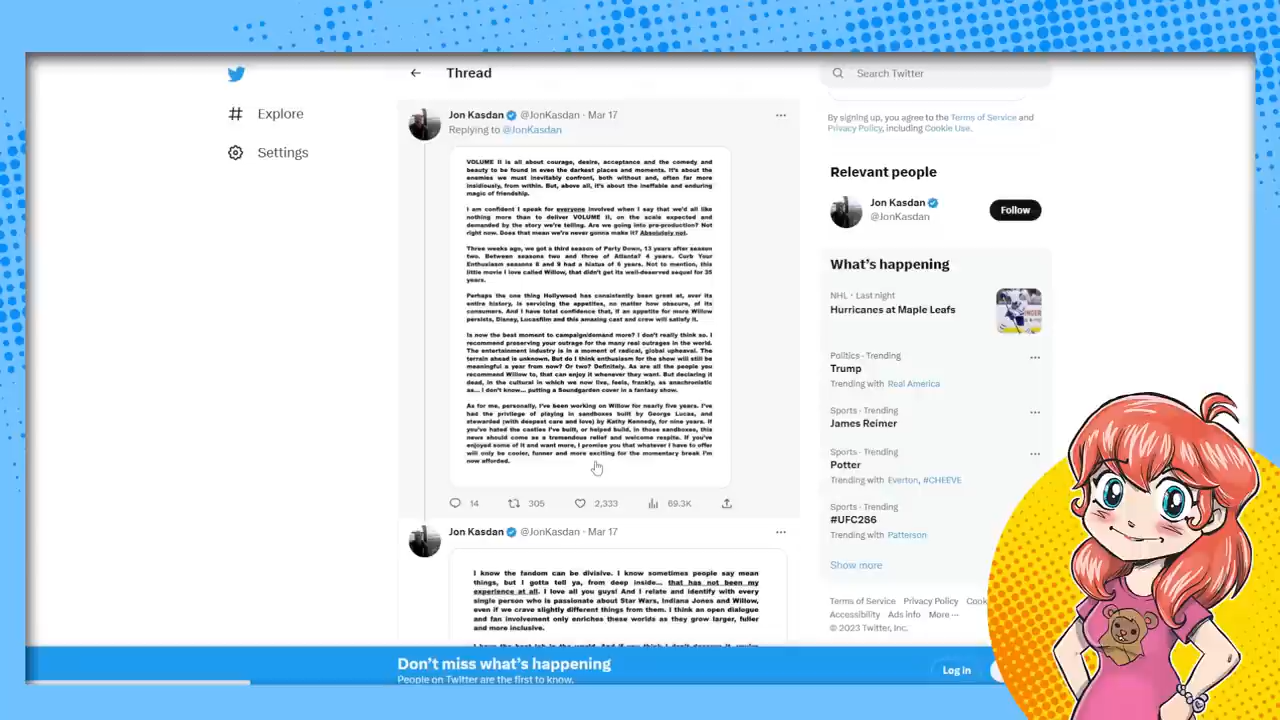 Explore
Settings
Thread
Jon Kasdan @JonKasdan · Mar 17
Replying to @JonKasdan
VOLUME II is all about courage, desire, acceptance and the comedy and
beauty to be found in even the darkest places and moments. It's about the
enemies we must inevitably confront, both without and, often far more
insidiously, from within. But, above all, it's about the ineffable and enduring
magic of friendship.
I am confident I speak for everyone involved when I say that we'd all like
nothing more than to deliver VOLUME II, on the scale expected and
demanded by the story we're telling. Are we going into pre-production? Not
right now. Does that mean we're never gonna make it? Absolutely not.
Three weeks ago, we got a third season of Party Down, 13 years after season
two. Between seasons two and three of Atlanta? 4 years. Curb Your
Enthusiasm seasons 8 and 9 had a hiatus of 6 years. Not to mention, this
little movie I love called Willow, that didn't get its well-deserved sequel for 35
years.
Perhaps the one thing Hollywood has consistently been great at, over its
entire history, is servicing the appetites, no matter how obscure, of its
consumers. And I have total confidence that, if an appetite for more Willow
persists, Disney, Lucasfilm and this amazing cast and crew will satisfy it.
Is now the best moment to campaign/demand more? I don't really think so. I
recommend preserving your outrage for the many real outrages in the world.
The entertainment industry is in a moment of radical, global upheaval. The
terrain ahead is unknown. But do I think enthusiasm for the show will still be
meaningful a year from now? Or two? Definitely. As are all the people you
recommend Willow to, that can enjoy it whenever they want. But declaring it
dead, in the cultural in which we now live, feels, frankly, as anachronistic
as... I don't know... putting a Soundgarden cover in a fantasy show.
As for me, personally, I've been working on Willow for nearly five years. I've
had the privilege of playing in sandboxes built by George Lucas, and
stewarded (with deepest care and love) by Kathy Kennedy, for nine years. If
you've hated the castles I've built, or helped build, in those sandboxes, this
news should come as a tremendous relief and welcome respite. If you've
enjoyed some of it and want more, I promise you that whatever I have to offer
will only be cooler, funner and more exciting for the momentary break I'm
now afforded.
14 305 2,333 69.3K
Jon Kasdan @JonKasdan · Mar 17
I know the fandom can be divisive. I know sometimes people say mean
things, but I gotta tell ya, from deep inside... that has not been my
experience at all. I love all you guys! And I relate and identify with every
single person who is passionate about Star Wars, Indiana Jones and Willow,
even if we crave slightly different things from them. I think an open dialogue
and fan involvement only enriches these worlds as they grow larger, fuller
and more inclusive.
Search Twitter
By signing up, you agree to the Terms of Service and
Privacy Policy, including Cookie Use.
Relevant people
Jon Kasdan
@JonKasdan
Follow
What's happening
NHL · Last night
Hurricanes at Maple Leafs
Politics · Trending
Trump
Trending with Real America
Sports · Trending
James Reimer
Sports · Trending
Potter
Trending with Everton, #CHEEVE
Sports · Trending
#UFC286
Trending with Patterson
Show more
Terms of Service Privacy Policy
Accessibility Ads info More ···
© 2023 Twitter, Inc.
Don't miss what's happening
People on Twitter are the first to know.
Log in